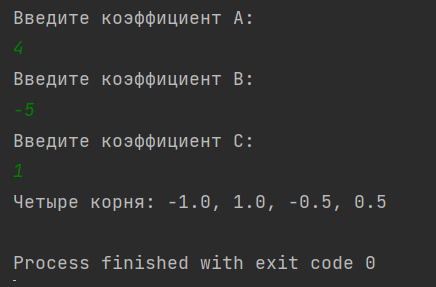 Введите коэффициент А:
4
Введите коэффициент В:
-5
Введите коэффициент С:
1
Четыре корня: -1.0, 1.0, -0.5, 0.5
Process finished with exit code 0